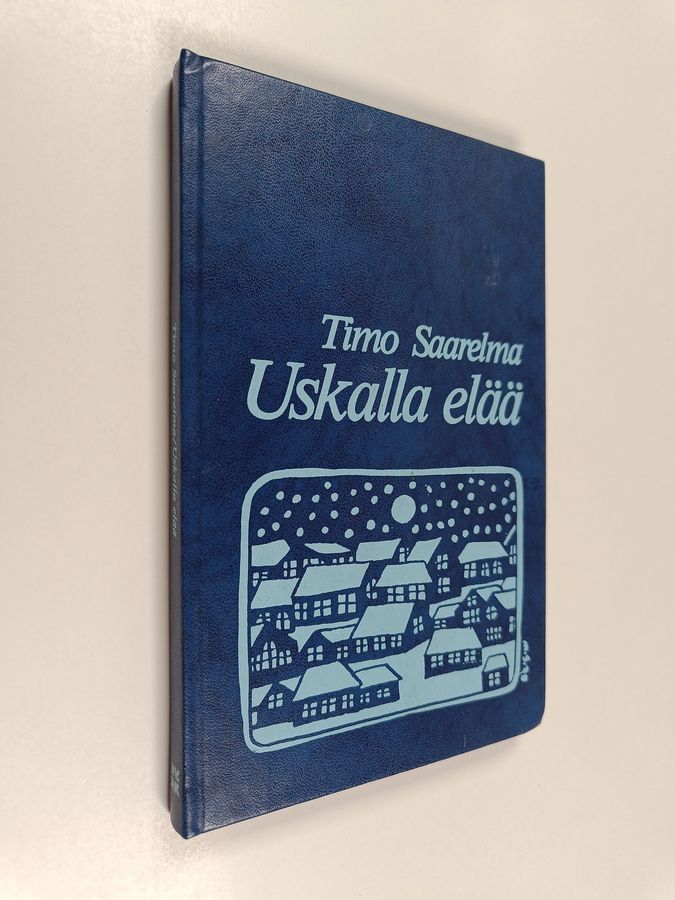 Timo Saarelma
Uskalla elää
Timo Saarelma/Uskalla elää